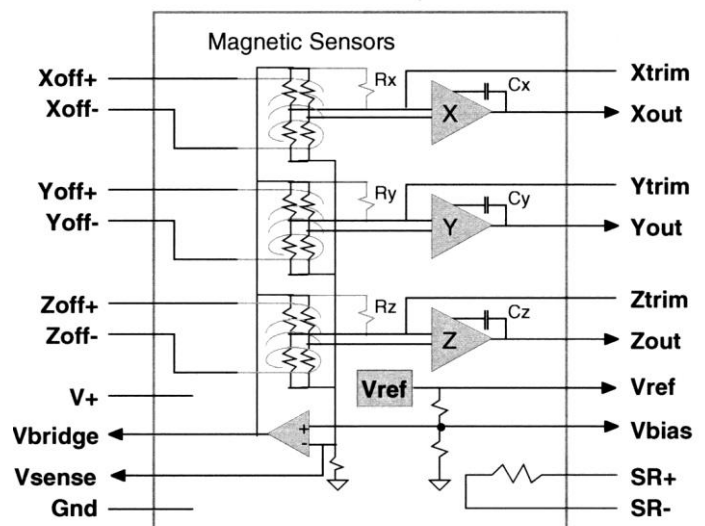 Magnetic Sensors
Xoff+
Rx
Cx
Xtrim
Xoff-
X
Xout
Yoff+
Ry
Cy
Ytrim
Yoff-
Y
Yout
Zoff+
Rz
Cz
Ztrim
Zoff-
Z
Zout
V+
Vref
Vref
Vbridge
+
-
Vbias
Vsense
SR+
Gnd
SR-